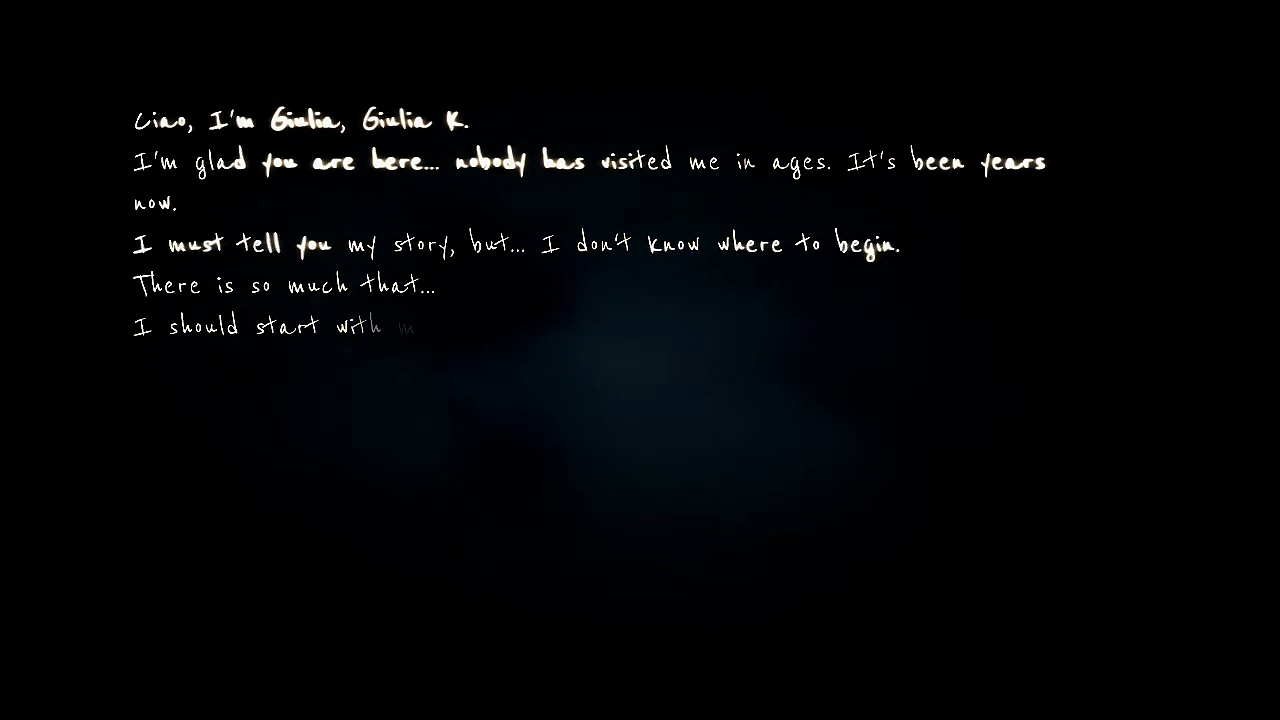 Ciao, I'm Giulia, Giulia K.
I'm glad you are here... nobody has visited me in ages. It's been years
now.
I must tell you my story, but... I don't know where to begin.
There is so much that...
I should start with m